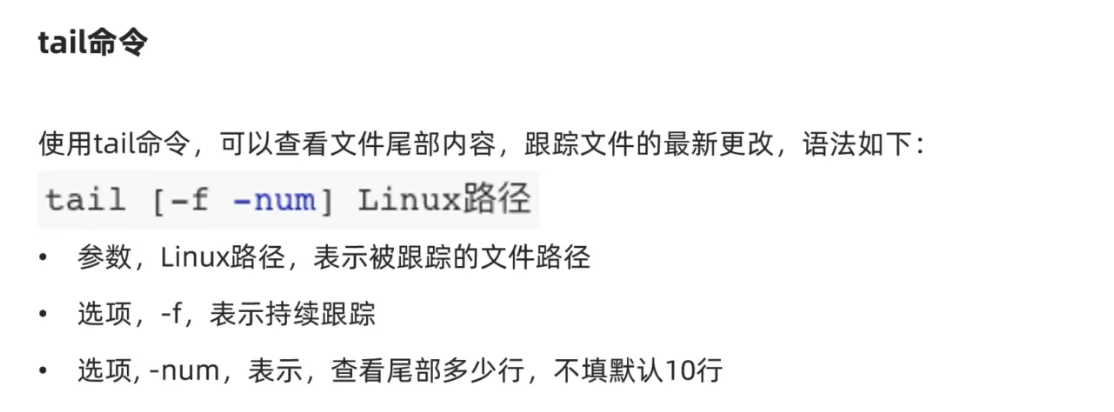 tail命令
使用tail命令，可以查看文件尾部内容，跟踪文件的最新更改，语法如下：
tail [-f -num] Linux路径
• 参数，Linux路径，表示被跟踪的文件路径
• 选项，-f，表示持续跟踪
• 选项, -num，表示，查看尾部多少行，不填默认10行